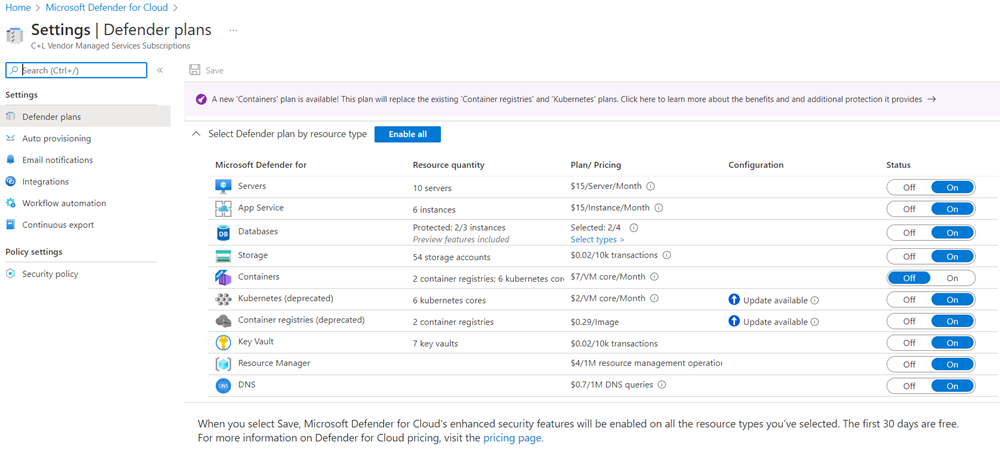 Home > Microsoft Defender for Cloud >
Settings | Defender plans ...
C+L Vendor Managed Services Subscriptions
Search (Ctrl+/) «
Settings
Defender plans
Auto provisioning
Email notifications
Integrations
Workflow automation
Continuous export
Policy settings
Security policy
Save
A new 'Containers' plan is available! This plan will replace the existing 'Container registries' and 'Kubernetes' plans. Click here to learn more about the benefits and and additional protection it provides →
Select Defender plan by resource type Enable all
Microsoft Defender for Resource quantity Plan/ Pricing Configuration Status
Servers 10 servers $15/Server/Month Off On
App Service 6 instances $15/Instance/Month Off On
Databases Protected: 2/3 instances Selected: 2/4 Off On
Preview features included Select types >
Storage 54 storage accounts $0.02/10k transactions Off On
Containers 2 container registries; 6 kubernetes cor $7/VM core/Month Off On
Kubernetes (deprecated) 6 kubernetes cores $2/VM core/Month Update available Off On
Container registries (deprecated) 2 container registries $0.29/Image Update available Off On
Key Vault 7 key vaults $0.02/10k transactions Off On
Resource Manager $4/1M resource management operation Off On
DNS DNS $0.7/1M DNS queries Off On
When you select Save, Microsoft Defender for Cloud's enhanced security features will be enabled on all the resource types you've selected. The first 30 days are free.
For more information on Defender for Cloud pricing, visit the pricing page.